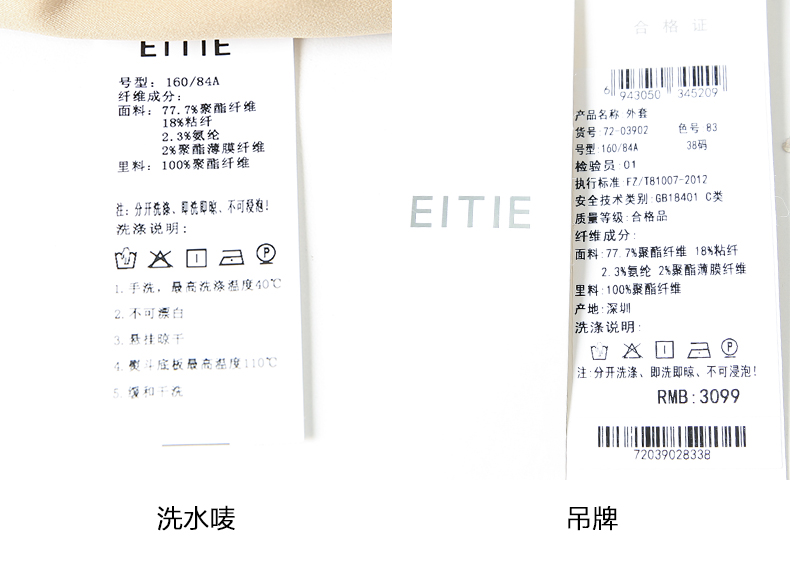 EITIE
号型: 160/84A
纤维成分:
面料: 77.7%聚酯纤维
18%粘纤
2.3%氨纶
2%聚酯薄膜纤维
里料: 100%聚酯纤维
注: 分开洗涤、即洗即晾、不可浸泡!
洗涤说明:
P
1. 手洗，最高洗涤温度40℃
2. 不可漂白
3. 悬挂晾干
4. 熨斗底板最高温度110℃
5. 缓和干洗
洗水唛
EITIE
合格证
6 943050 345209
产品名称 外套
货号: 72-03902 色号 83
号型: 160/84A 38码
检验员: 01
执行标准: FZ/T81007-2012
安全技术类别: GB18401 C类
质量等级: 合格品
纤维成分:
面料: 77.7%聚酯纤维 18%粘纤
2.3%氨纶 2%聚酯薄膜纤维
里料: 100%聚酯纤维
产地: 深圳
洗涤说明:
P
注: 分开洗涤、即洗即晾、不可浸泡!
RMB: 3099
72039028338
吊牌